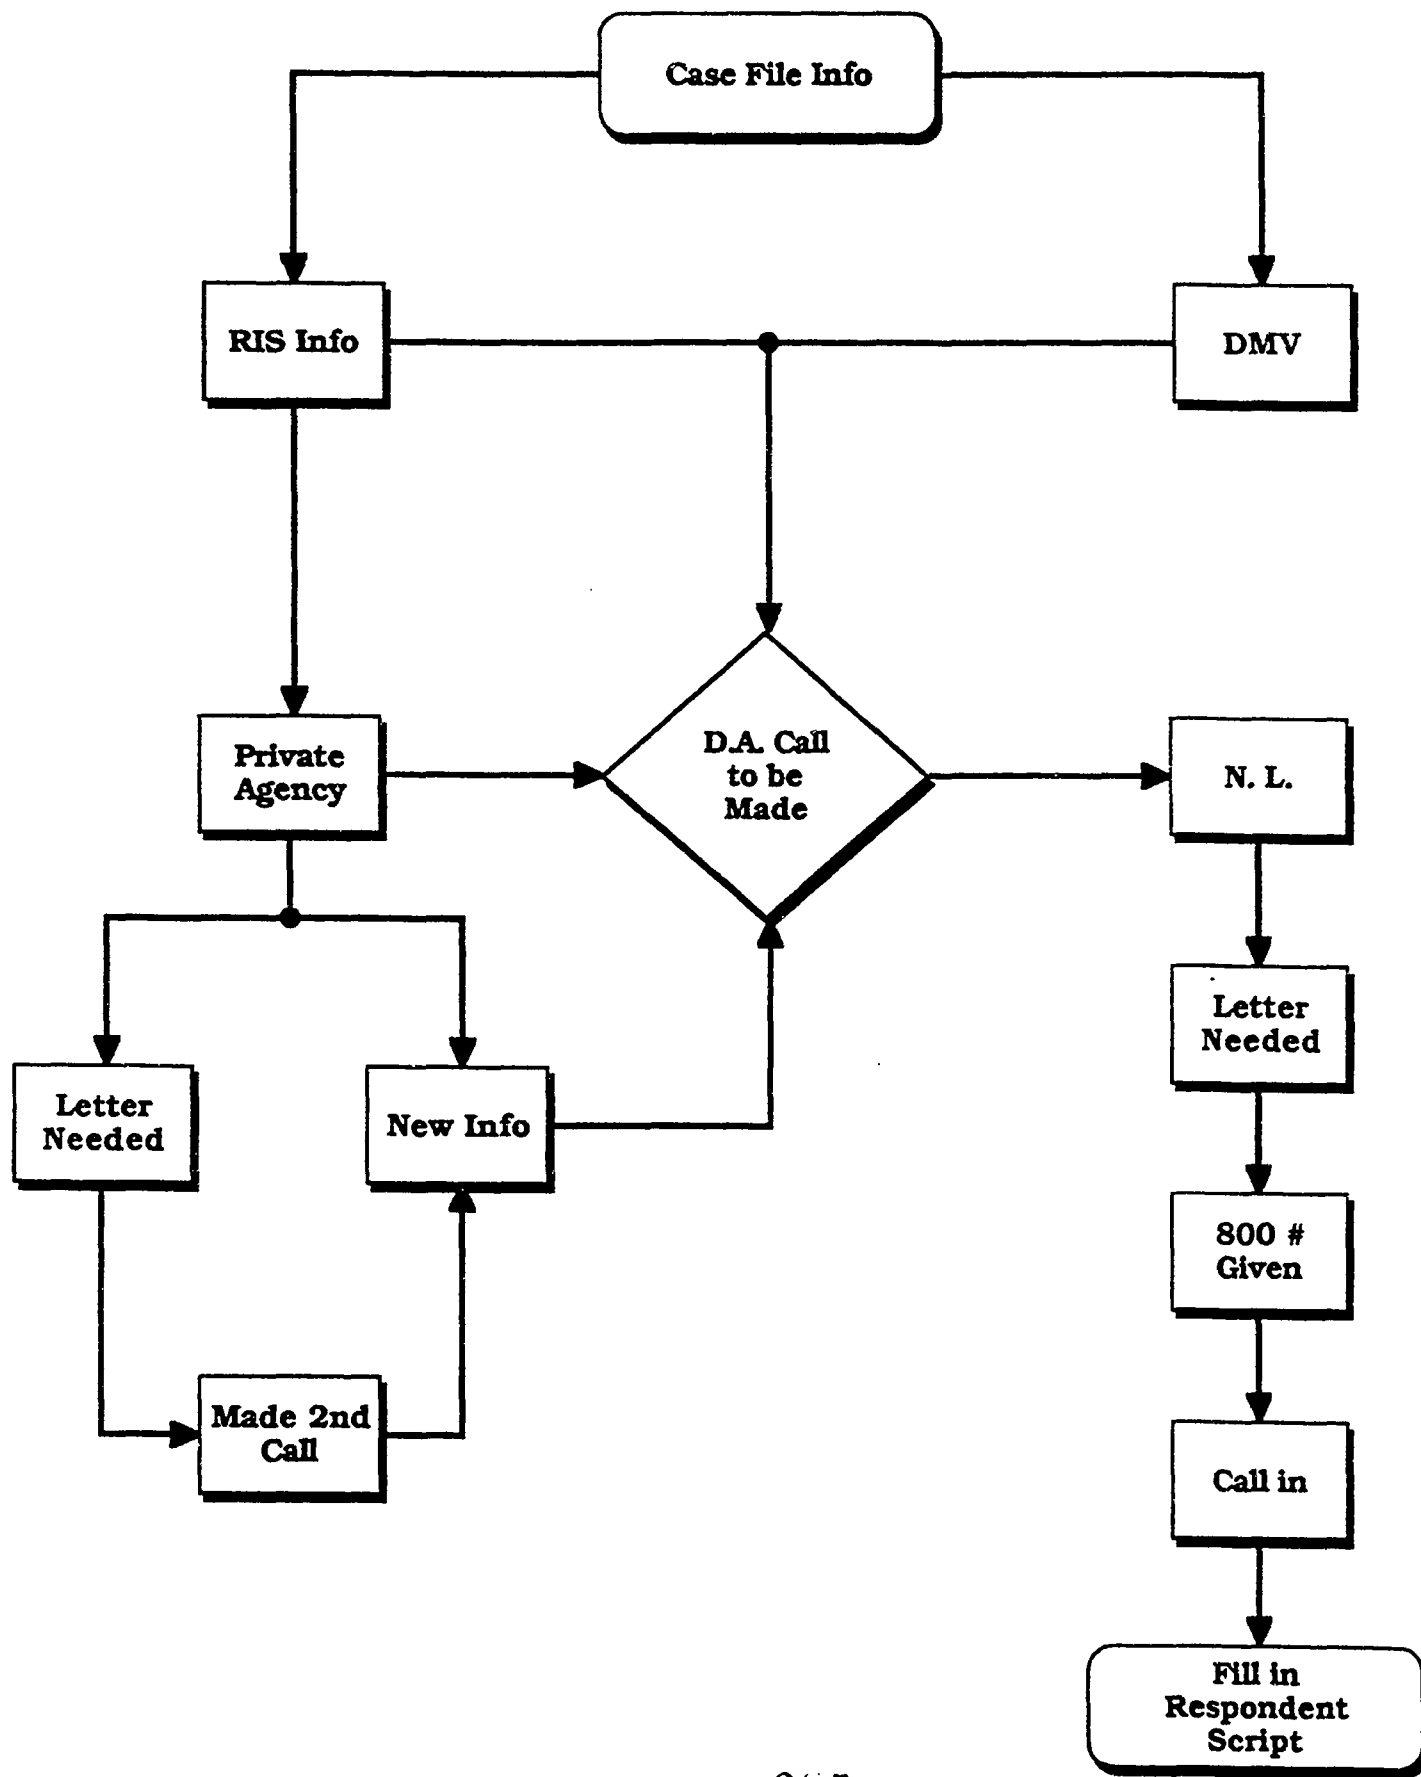 Case File Info
RIS Info
DMV
Private
Agency
D.A. Call
to be
Made
N. L.
Letter
Needed
Letter
Needed
New Info
800 #
Given
Made 2nd
Call
Call in
Fill in
Respondent
Script